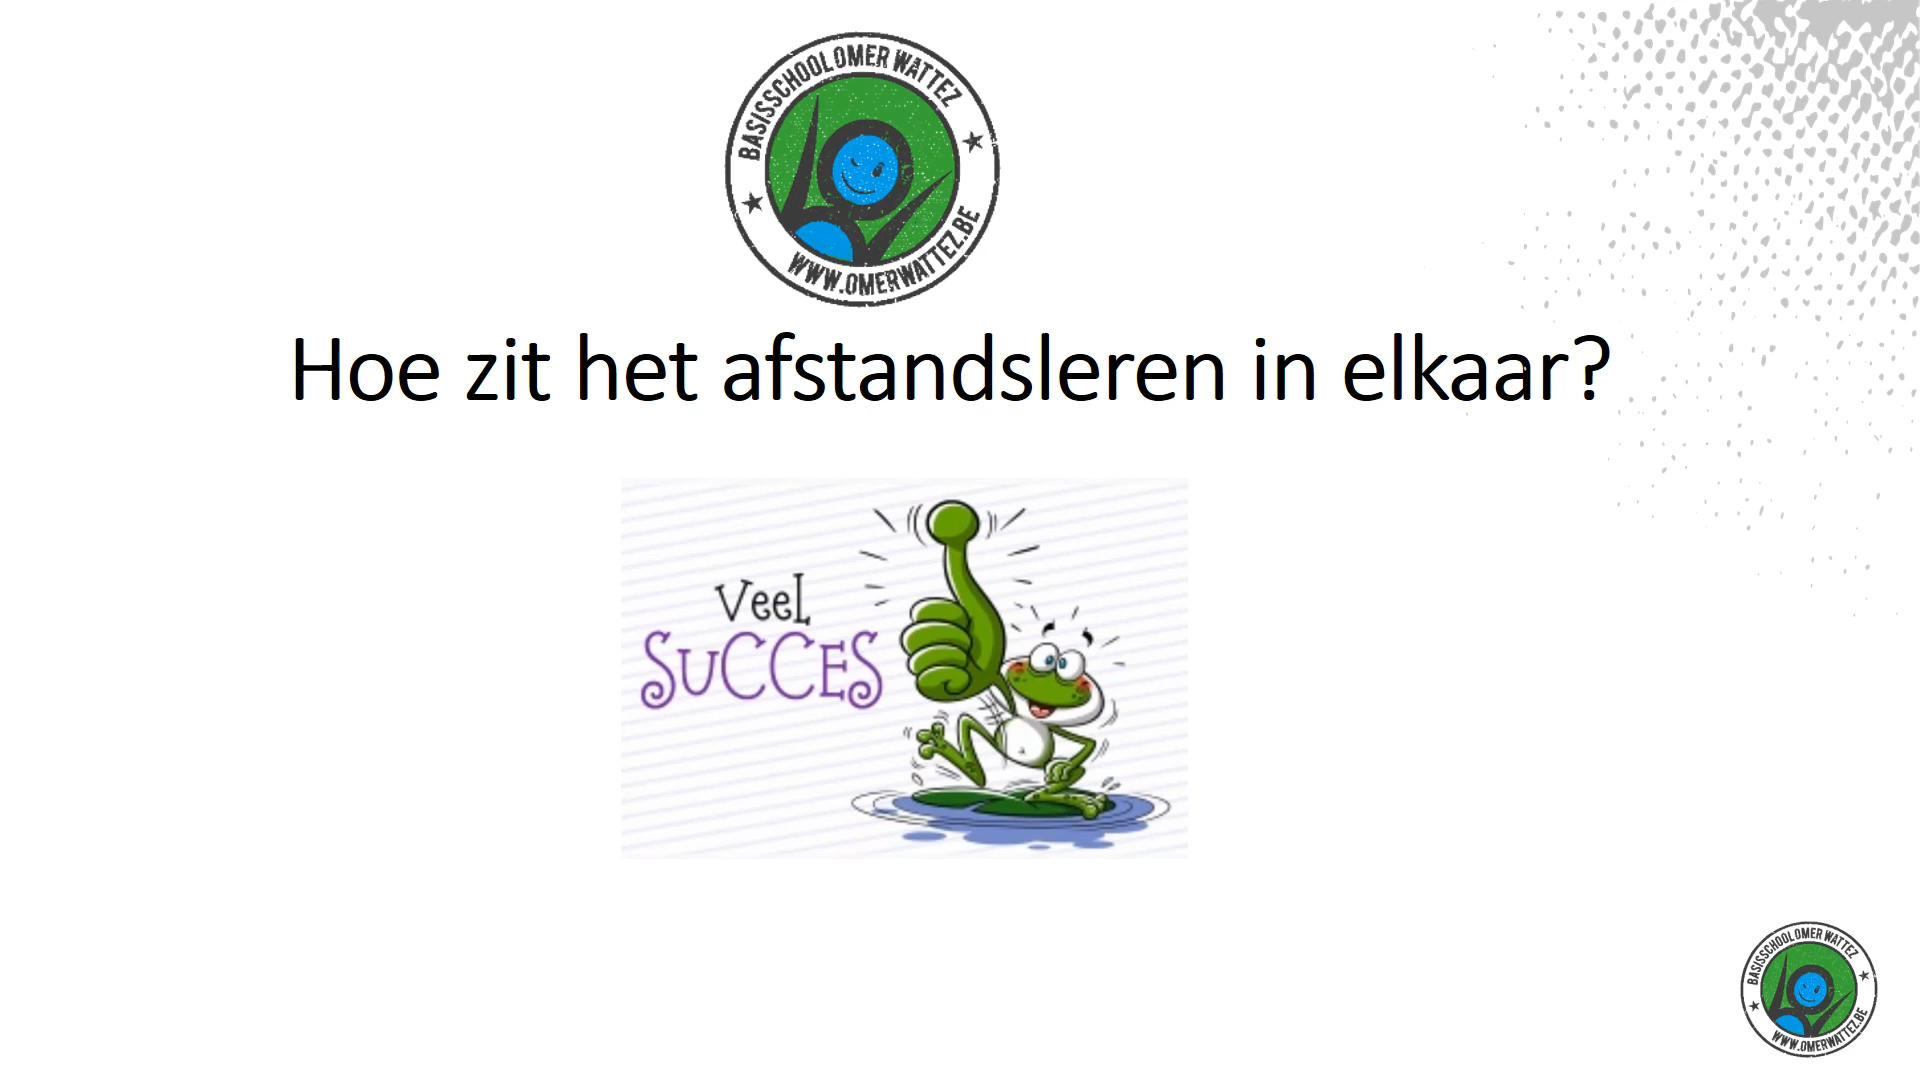 BASISSCHOOL OMER WATTEZ
WWW.OMERWATTEZ.BE
Hoe zit het afstandsleren in elkaar?
Veel
SUCCES
BASISSCHOOL OMER WATTEZ
WWW.OMERWATTEZ.BE